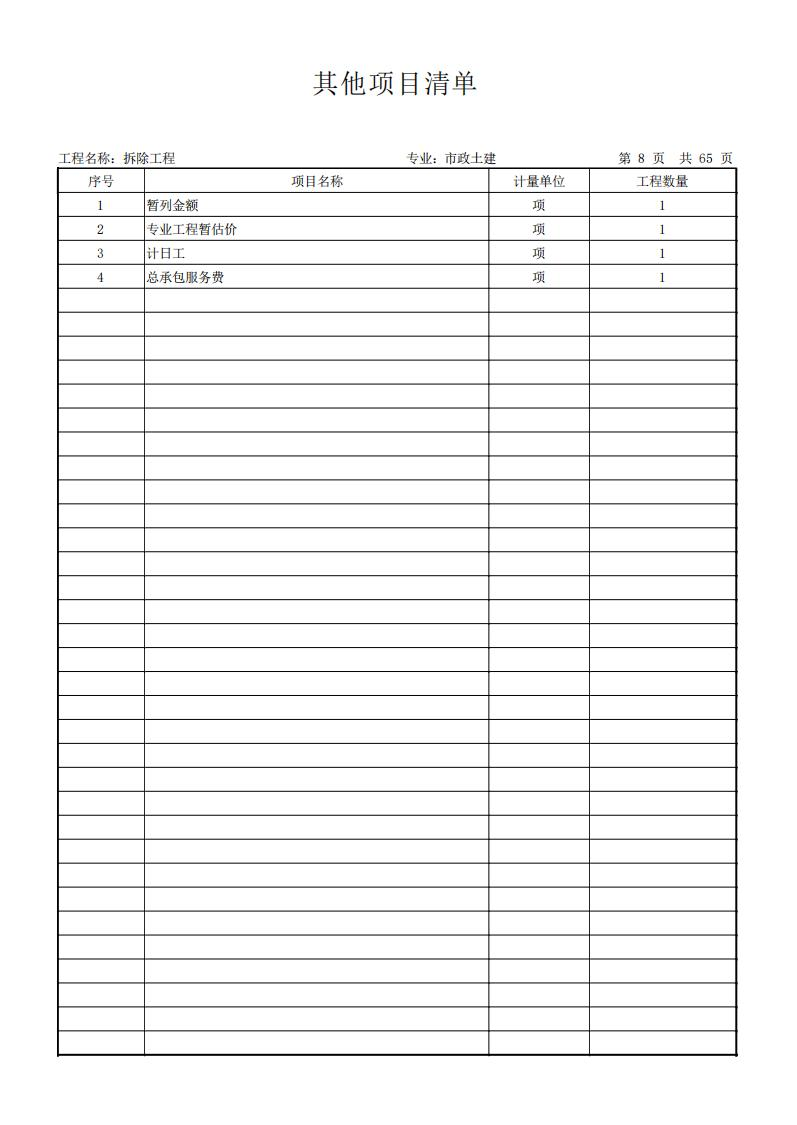 其他项目清单
工程名称：拆除工程 专业：市政土建 第 8 页 共 65 页
序号 项目名称 计量单位 工程数量
1 暂列金额 项 1
2 专业工程暂估价 项 1
3 计日工 项 1
4 总承包服务费 项 1